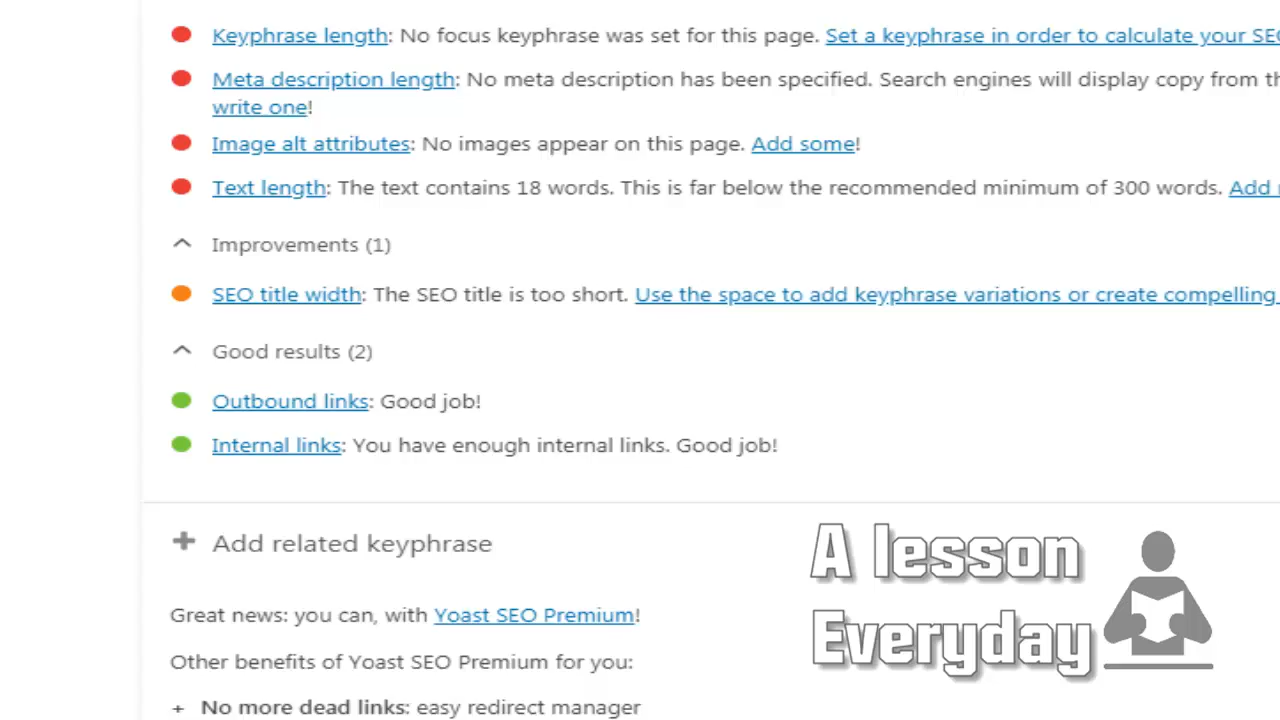 Keyphrase length: No focus keyphrase was set for this page. Set a keyphrase in order to calculate your SEO
Meta description length: No meta description has been specified. Search engines will display copy from
write one!
Image alt attributes: No images appear on this page. Add some!
Text length: The text contains 18 words. This is far below the recommended minimum of 300 words. Add
Improvements (1)
SEO title width: The SEO title is too short. Use the space to add keyphrase variations or create compelling
Good results (2)
Outbound links: Good job!
Internal links: You have enough internal links. Good job!
Add related keyphrase
A lesson
Everyday
Great news: you can, with Yoast SEO Premium!
Other benefits of Yoast SEO Premium for you:
+ No more dead links: easy redirect manager